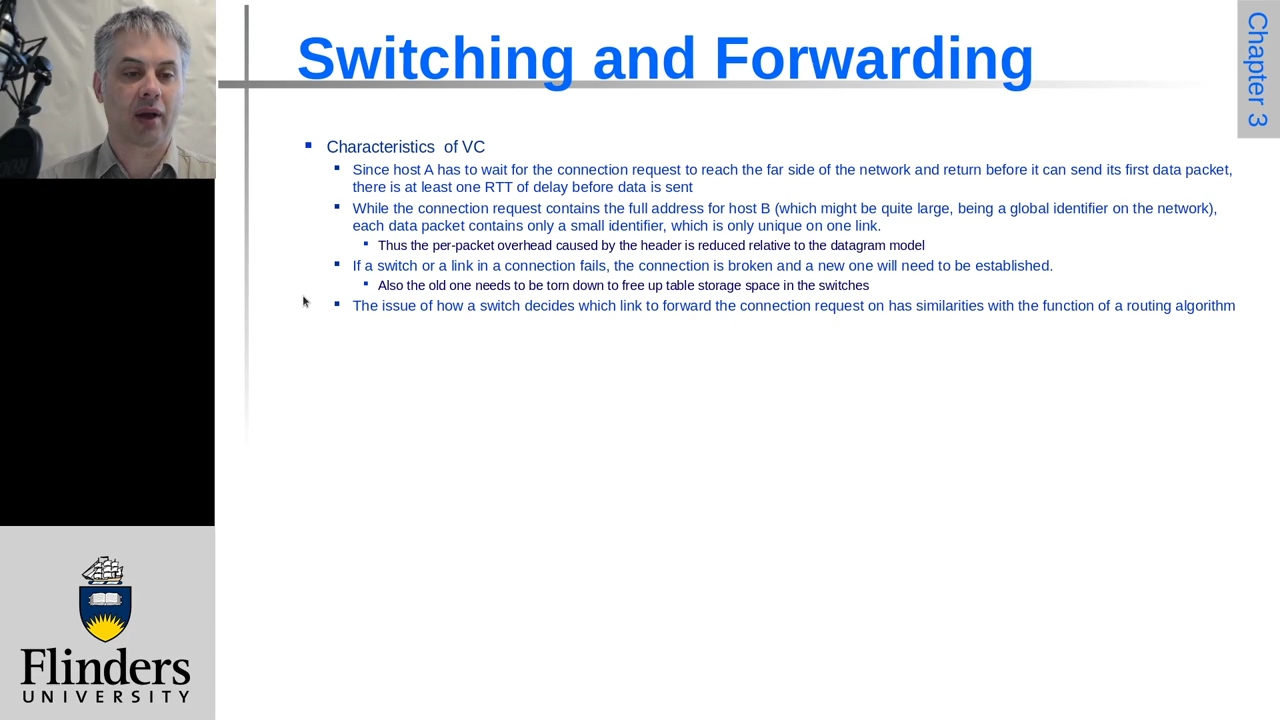 Switching and Forwarding
Chapter 3
Characteristics of VC
Since host A has to wait for the connection request to reach the far side of the network and return before it can send its first data packet,
there is at least one RTT of delay before data is sent
While the connection request contains the full address for host B (which might be quite large, being a global identifier on the network),
each data packet contains only a small identifier, which is only unique on one link.
Thus the per-packet overhead caused by the header is reduced relative to the datagram model
If a switch or a link in a connection fails, the connection is broken and a new one will need to be established.
Also the old one needs to be torn down to free up table storage space in the switches
The issue of how a switch decides which link to forward the connection request on has similarities with the function of a routing algorithm
Flinders
UNIVERSITY